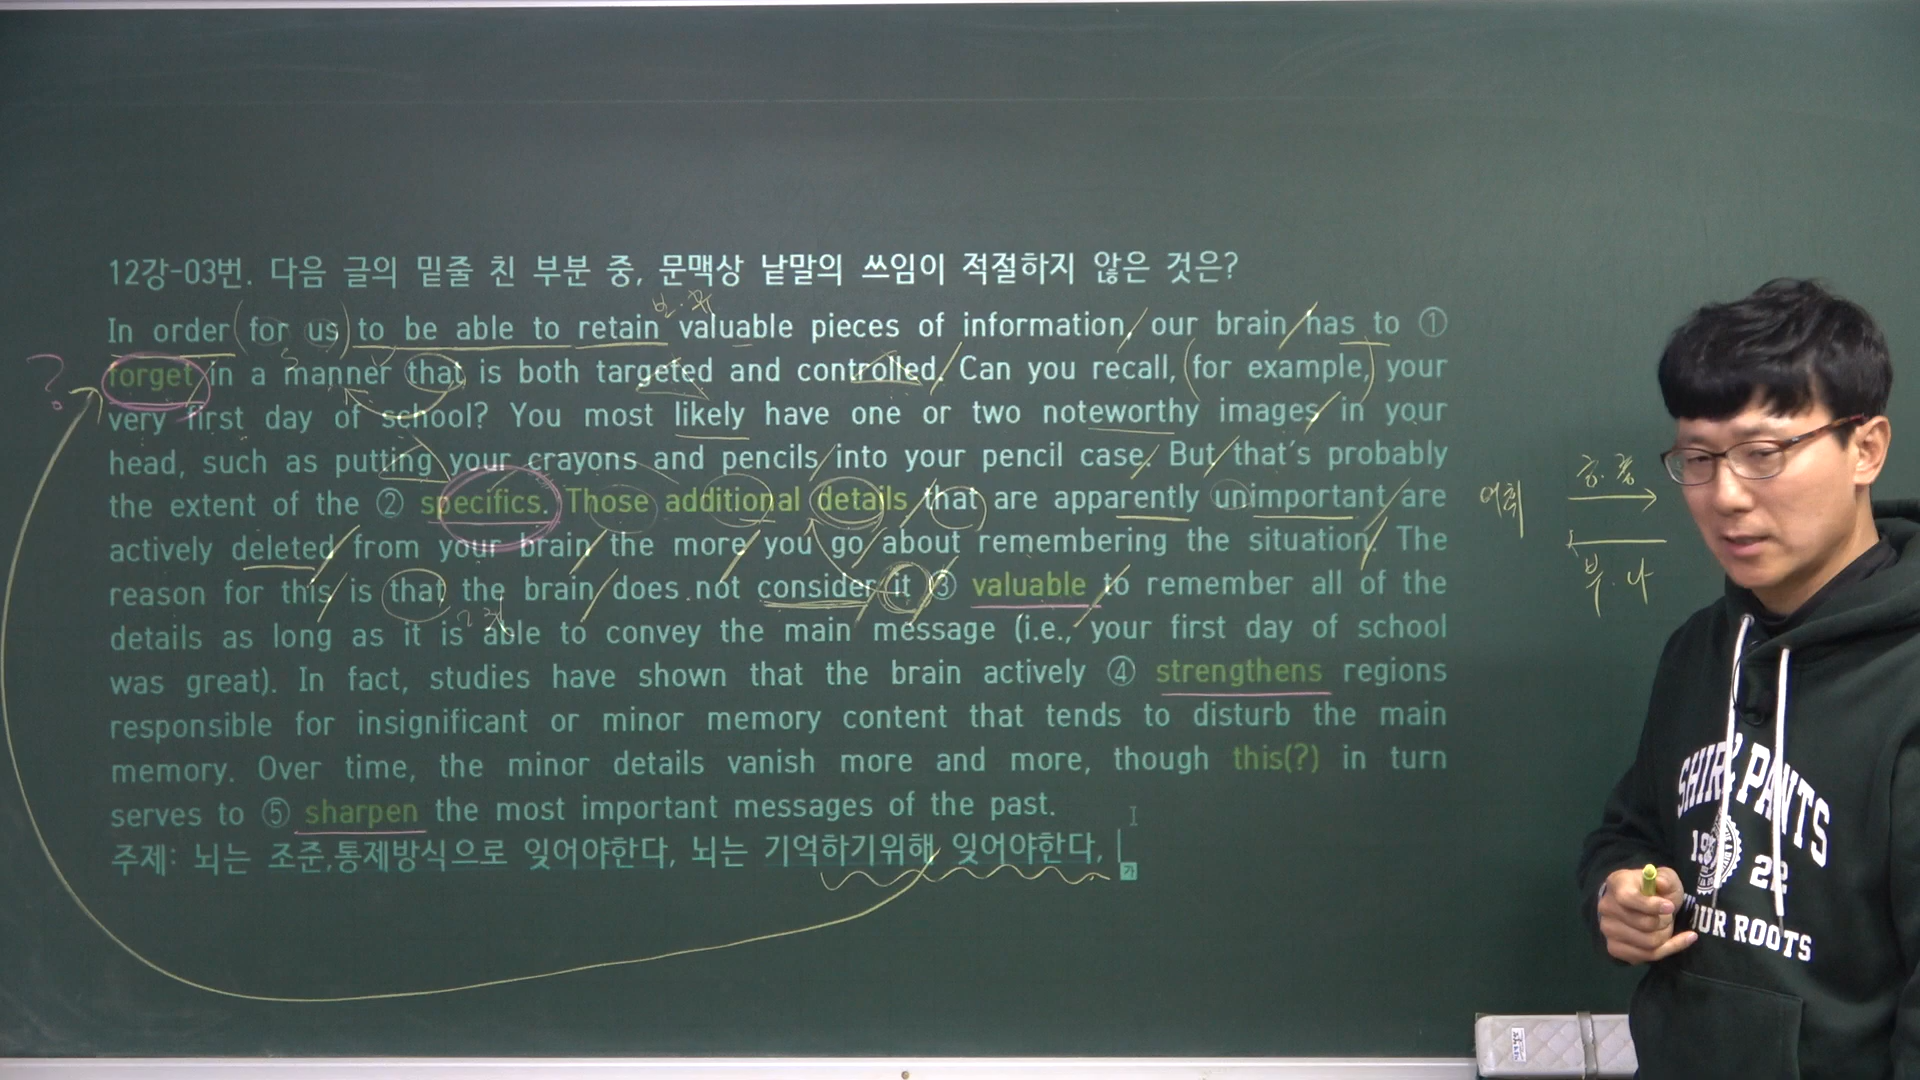 12강-03번. 다음 글의 밑줄 친 부분 중, 문맥상 낱말의 쓰임이 적절하지 않은 것은?
In order for us to be able to retain valuable pieces of information, our brain has to ①
forget in a manner that is both targeted and controlled. Can you recall, for example, your
very first day of school? You most likely have one or two noteworthy images in your
head, such as putting your crayons and pencils into your pencil case. But that's probably
the extent of the ② specifics. Those additional details that are apparently unimportant are
actively deleted from your brain the more you go about remembering the situation. The
reason for this is that the brain does not consider it ③ valuable to remember all of the
details as long as it is able to convey the main message (i.e., your first day of school
was great). In fact, studies have shown that the brain actively ④ strengthens regions
responsible for insignificant or minor memory content that tends to disturb the main
memory. Over time, the minor details vanish more and more, though this(?) in turn
serves to ⑤ sharpen the most important messages of the past.
주제: 뇌는 조준,통제방식으로 잊어야한다, 뇌는 기억하기위해 잊어야한다,
?
어휘
부.나
SHIRT PANTS
19 22
YOUR ROOTS